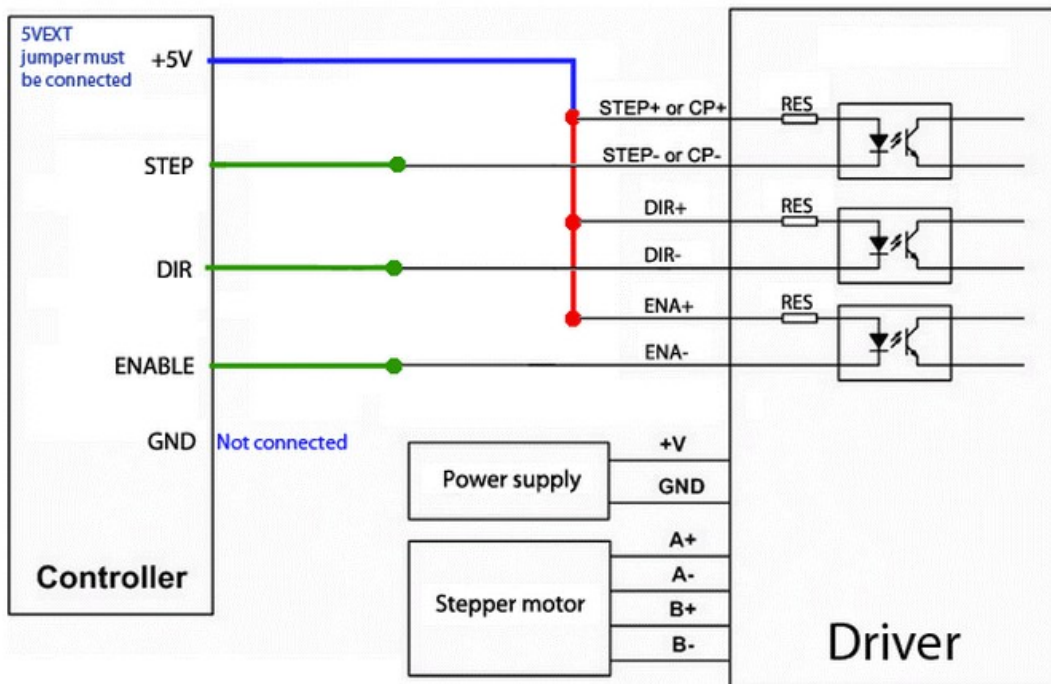 5VEXT
jumper must
be connected
+5V
STEP+ or CP+
RES
STEP
STEP- or CP-
DIR+
RES
DIR
DIR-
ENA+
RES
ENABLE
ENA-
GND
Not connected
Power supply
+V
GND
Controller
Stepper motor
A+
A-
B+
B-
Driver